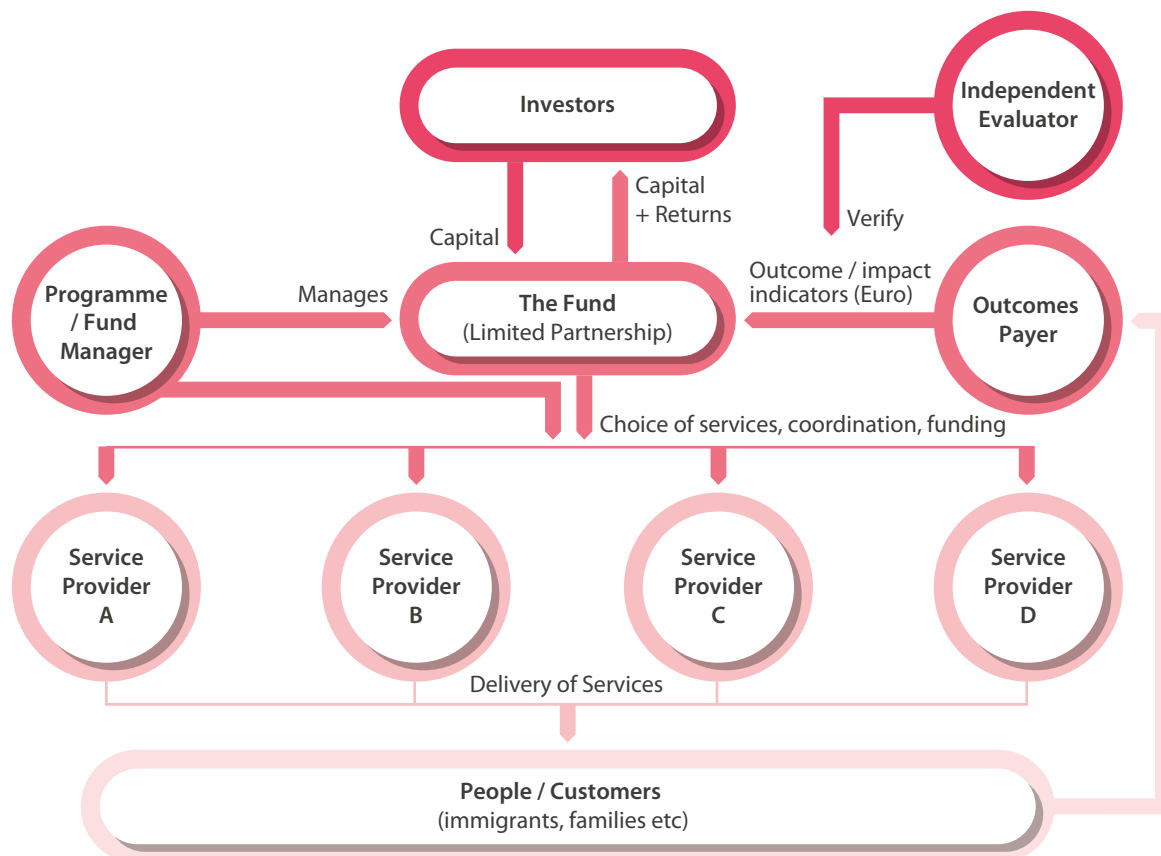 Investors
Independent
Evaluator
Capital
+ Returns
Capital
Verify
Programme
/ Fund
Manager
Manages
The Fund
(Limited Partnership)
Outcome / impact
indicators (Euro)
Outcomes
Payer
Choice of services, coordination, funding
Service
Provider
A
Service
Provider
B
Service
Provider
C
Service
Provider
D
Delivery of Services
People / Customers
(immigrants, families etc)